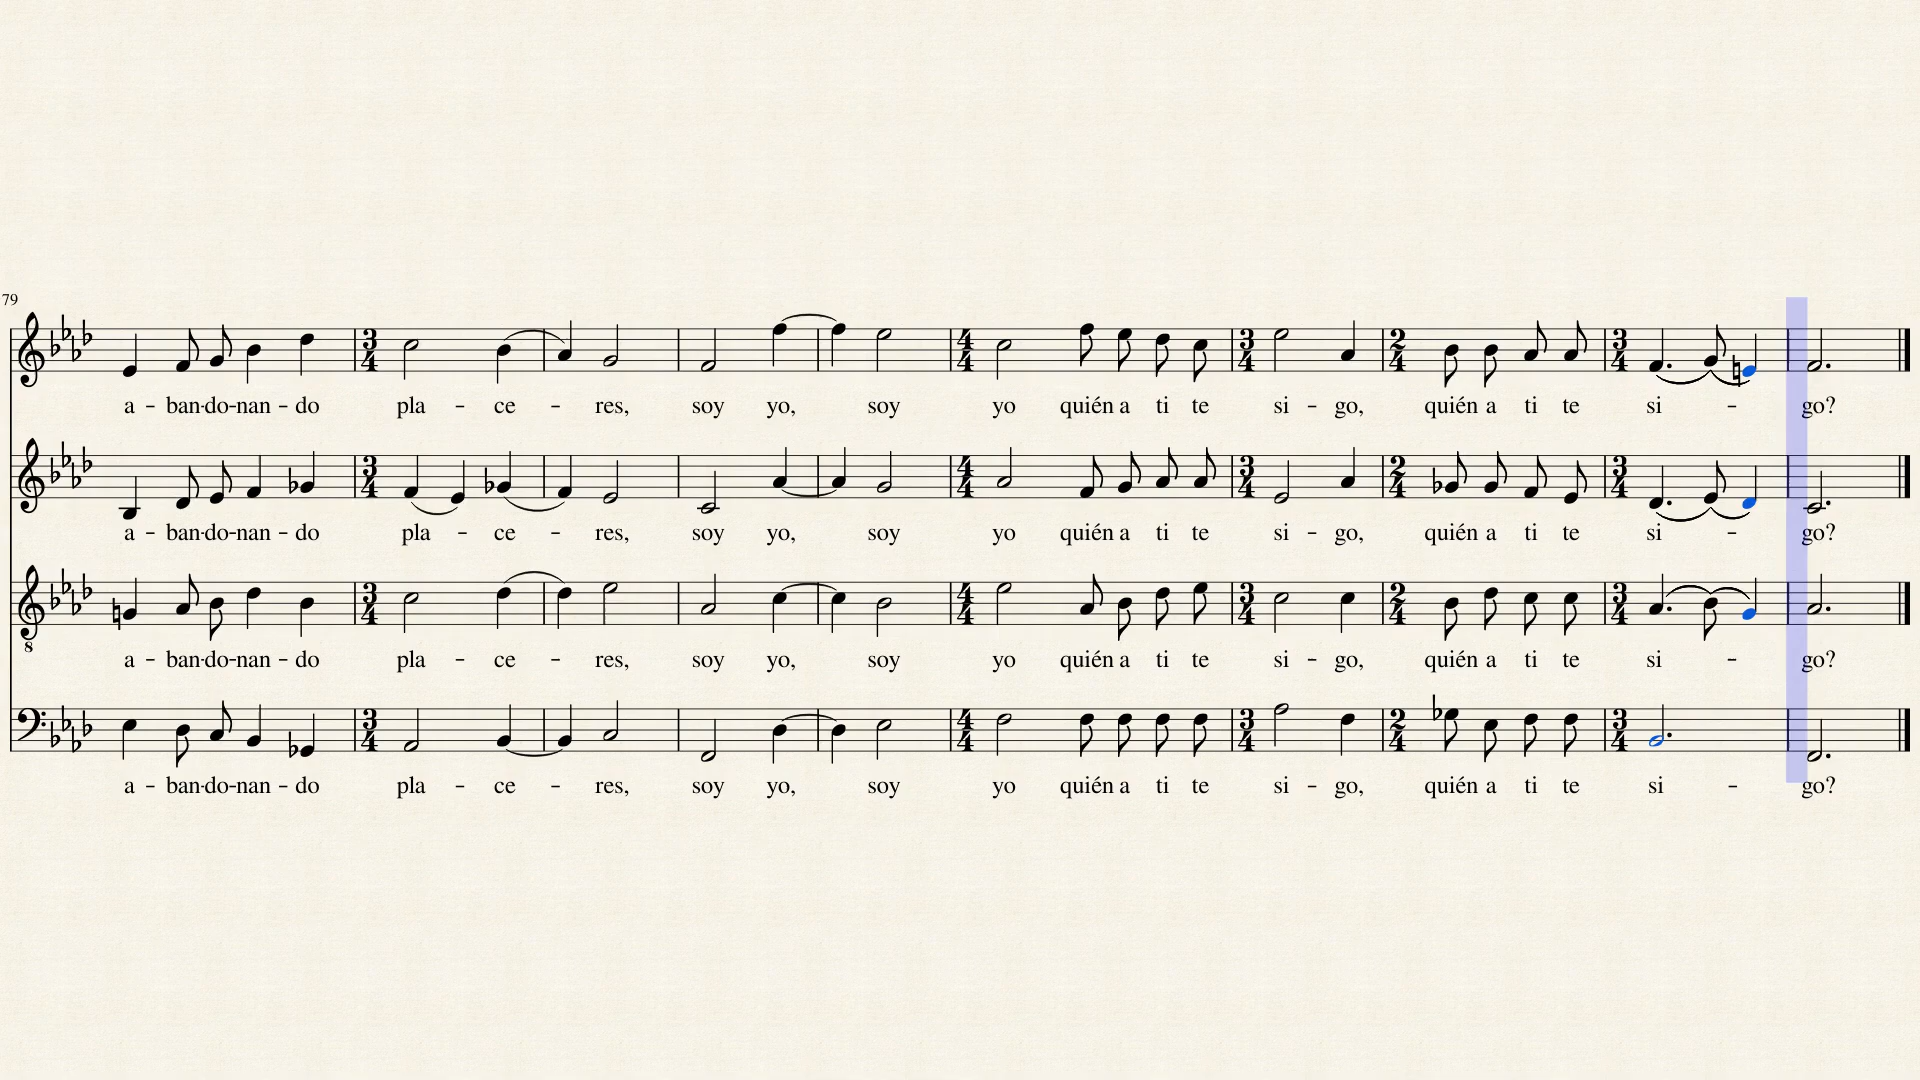 79
a - ban-do-nan - do pla - ce - res, soy yo, soy yo quién a ti te si - go, quién a ti te si - go?
a - ban-do-nan - do pla - ce - res, soy yo, soy yo quién a ti te si - go, quién a ti te si - go?
a - ban-do-nan - do pla - ce - res, soy yo, soy yo quién a ti te si - go, quién a ti te si - go?
a - ban-do-nan - do pla - ce - res, soy yo, soy yo quién a ti te si - go, quién a ti te si - go?